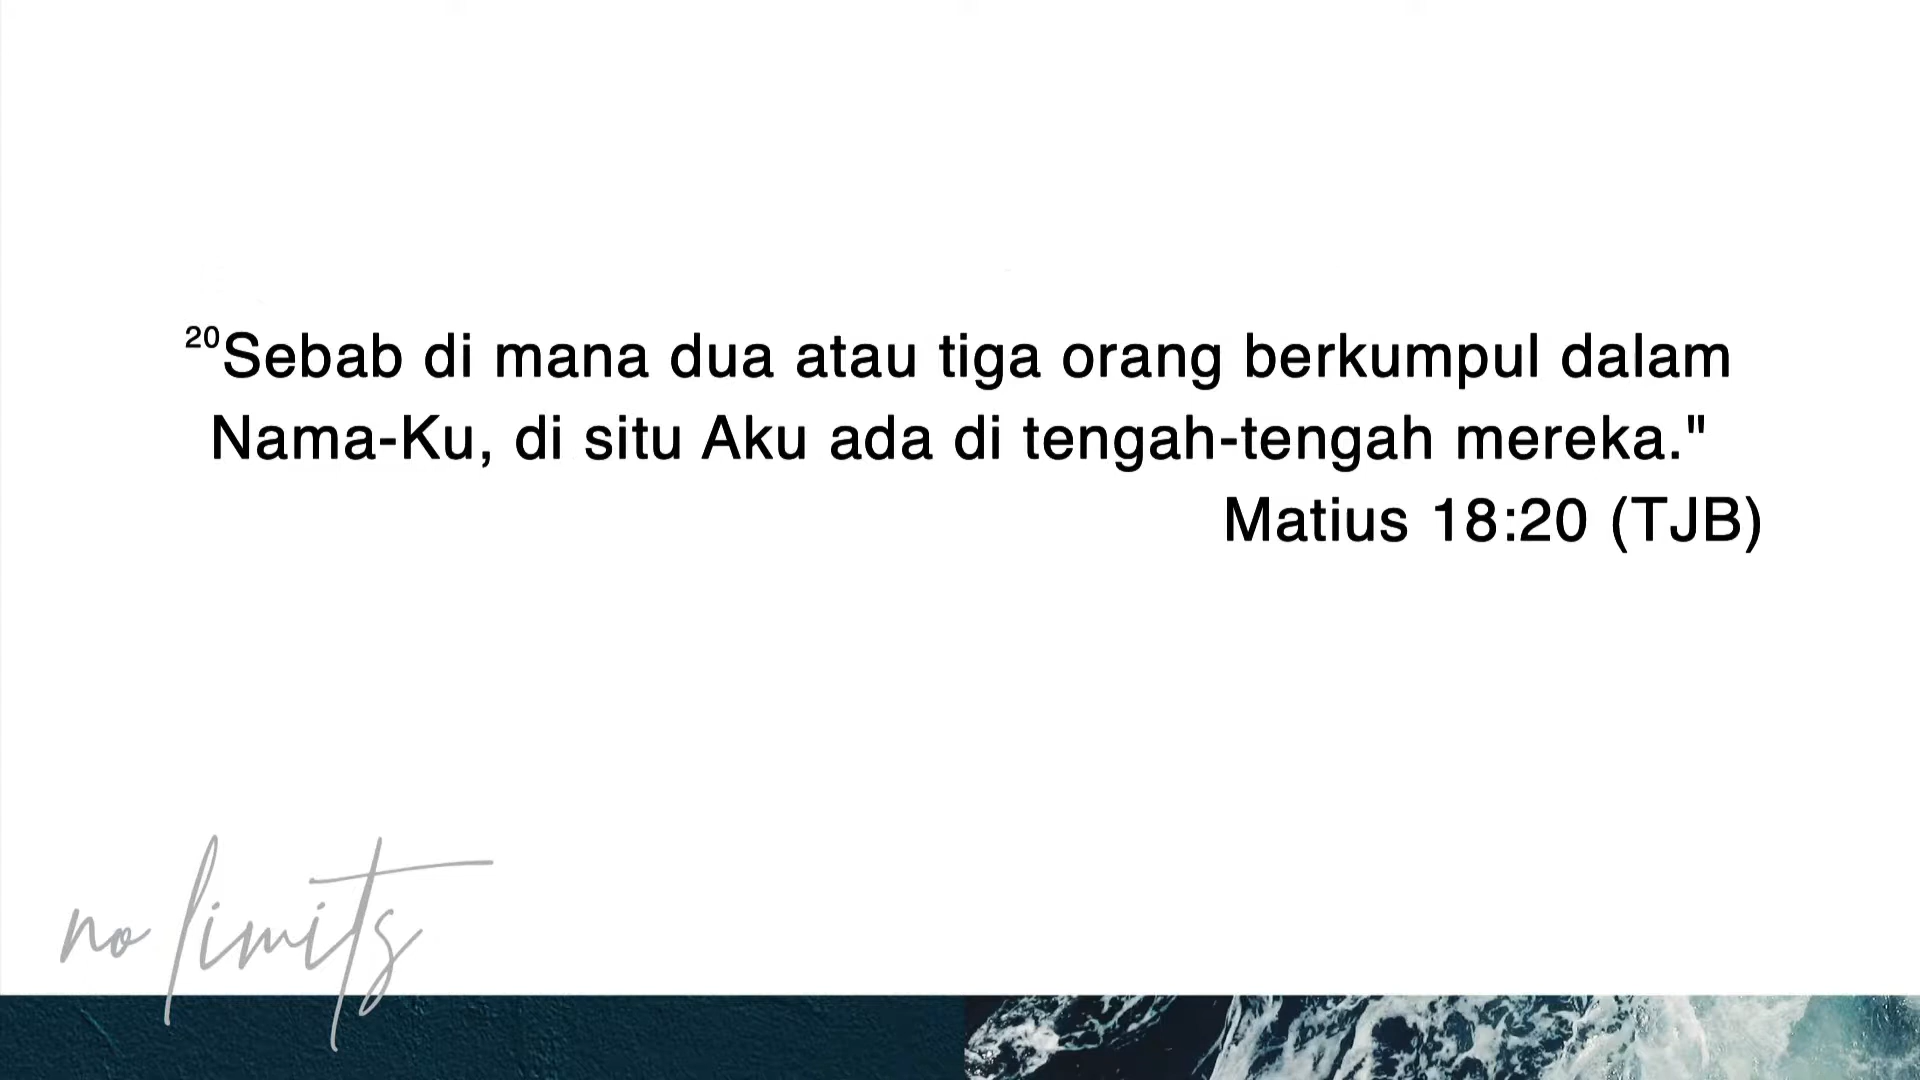 20Sebab di mana dua atau tiga orang berkumpul dalam
Nama-Ku, di situ Aku ada di tengah-tengah mereka."
Matius 18:20 (TJB)
no limits